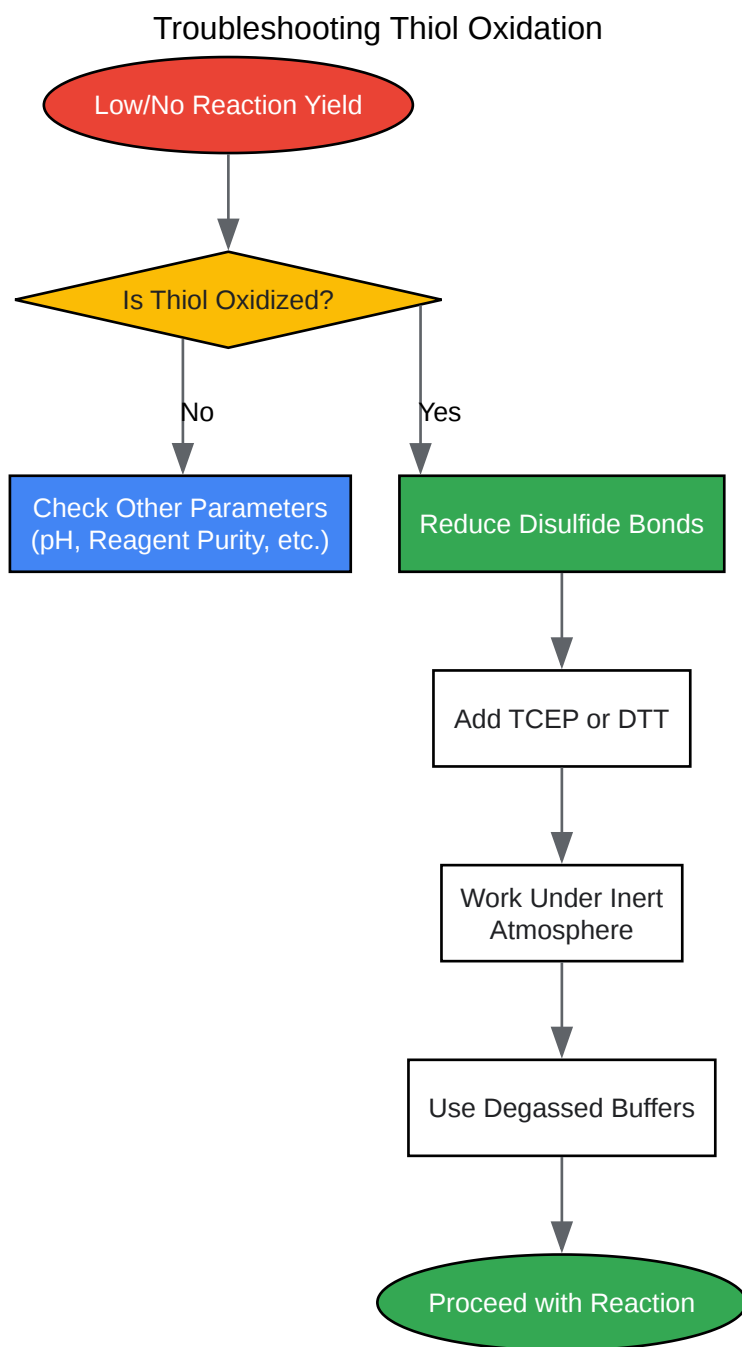 Troubleshooting Thiol Oxidation
Low/No Reaction Yield
Is Thiol Oxidized?
No
Yes
Check Other Parameters
(pH, Reagent Purity, etc.)
Reduce Disulfide Bonds
Add TCEP or DTT
Work Under Inert
Atmosphere
Use Degassed Buffers
Proceed with Reaction